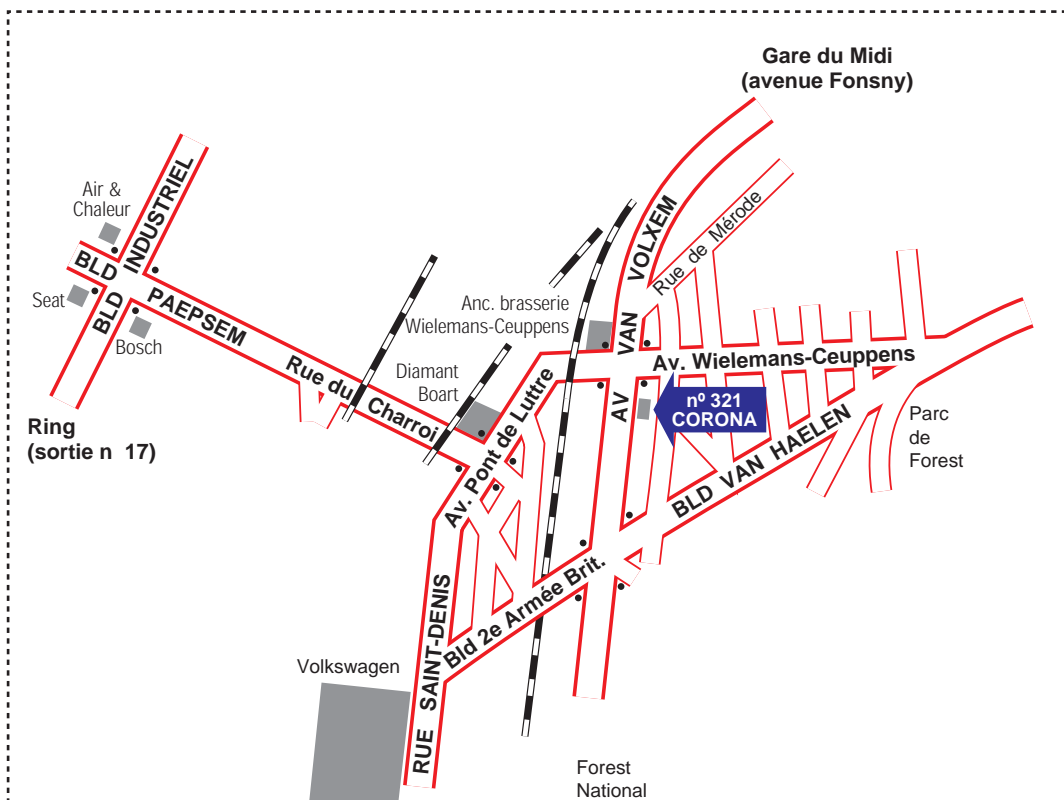 Gare du Midi
(avenue Fonsny)
Air &
Chaleur
BLD INDUSTRIEL
BLD PAEPSEM
Seat
Bosch
Ring
(sortie n 17)
Rue du Charroi
Anc. brasserie
Wielemans-Ceuppens
Diamant
Boart
Av. Pont de Luttre
AV VAN VOLXEM
Rue de Mérode
Av. Wielemans-Ceuppens
nº 321
CORONA
BLD VAN HAELEN
Parc
de
Forest
Bld 2e Armée Brit.
RUE SAINT-DENIS
Volkswagen
Forest
National